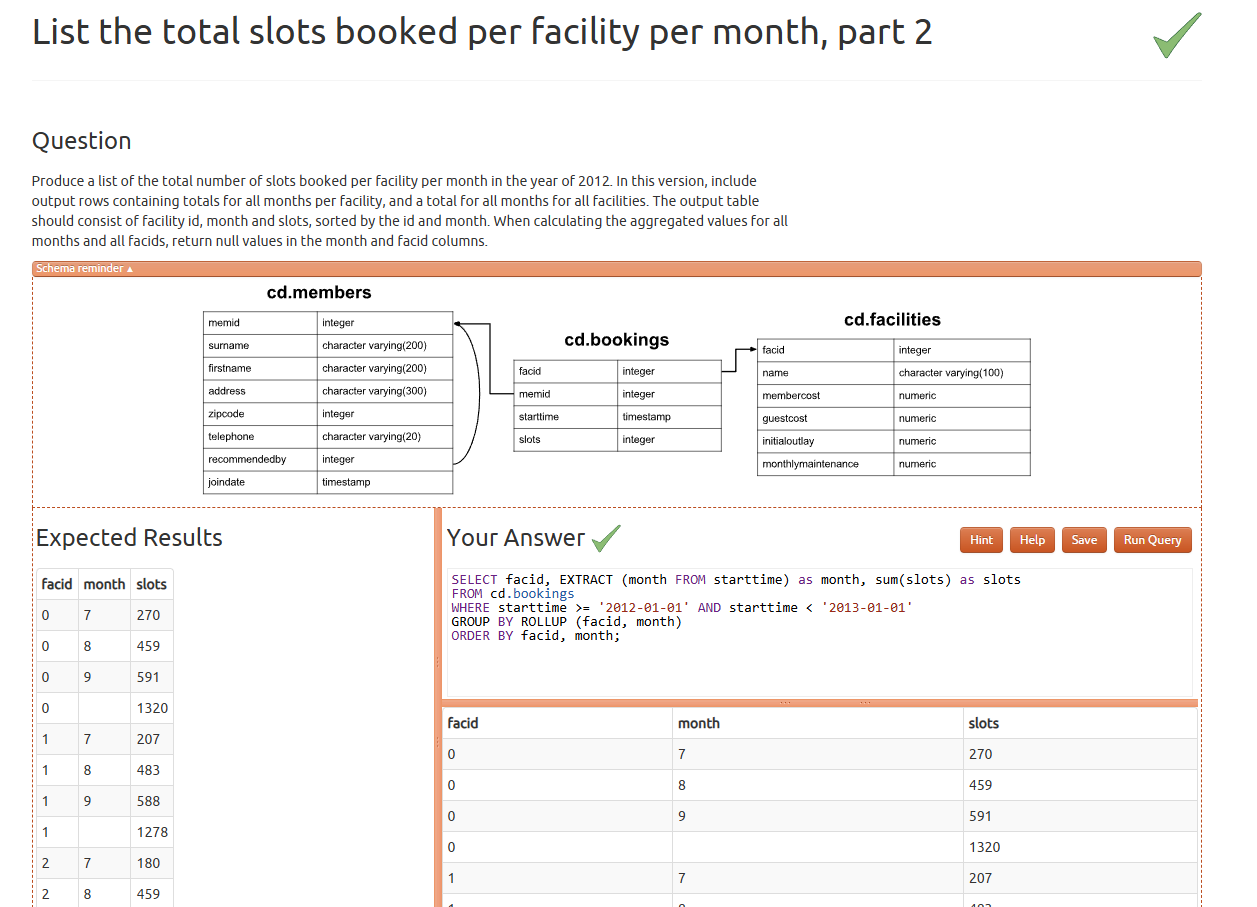 List the total slots booked per facility per month, part 2
Question
Produce a list of the total number of slots booked per facility per month in the year of 2012. In this version, include
output rows containing totals for all months per facility, and a total for all months for all facilities. The output table
should consist of facility id, month and slots, sorted by the id and month. When calculating the aggregated values for all
months and all facids, return null values in the month and facid columns.
Schema reminder ▴
cd.members
memid integer
surname character varying(200)
firstname character varying(200)
address character varying(300)
zipcode integer
telephone character varying(20)
recommendedby integer
joindate timestamp
cd.bookings
facid integer
memid integer
starttime timestamp
slots integer
cd.facilities
facid integer
name character varying(100)
membercost numeric
guestcost numeric
initialoutlay numeric
monthlymaintenance numeric
Expected Results
facid month slots
0 7 270
0 8 459
0 9 591
0 1320
1 7 207
1 8 483
1 9 588
1 1278
2 7 180
2 8 459
Your Answer
Hint Help Save Run Query
SELECT facid, EXTRACT (month FROM starttime) as month, sum(slots) as slots
FROM cd.bookings
WHERE starttime >= '2012-01-01' AND starttime < '2013-01-01'
GROUP BY ROLLUP (facid, month)
ORDER BY facid, month;
facid month slots
0 7 270
0 8 459
0 9 591
0 1320
1 7 207